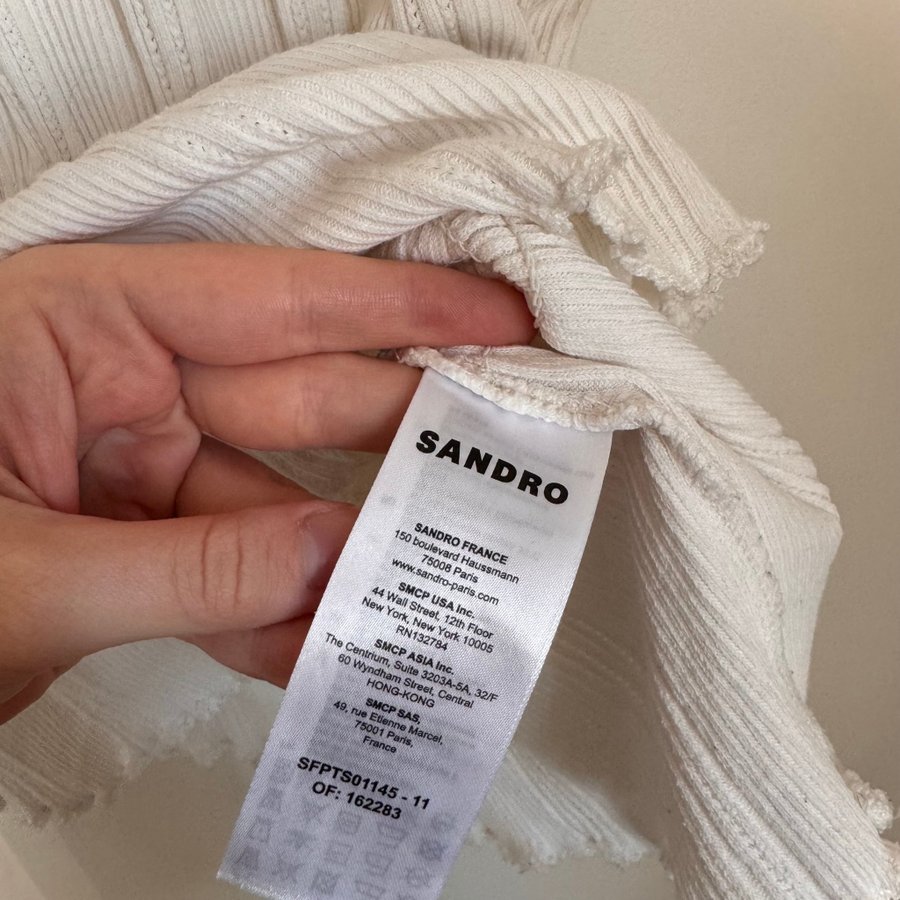 SANDRO
SANDRO FRANCE
150 boulevard Haussmann
75008 Paris
www.sandro-paris.com
SMCP USA Inc.
44 Wall Street, 12th Floor
New York, New York 10005
RN132784
SMCP ASIA Inc.
The Centrium, Suite 3203A-5A, 32/F
60 Wyndham Street, Central
HONG-KONG
SMCP SAS,
49, rue Etienne Marcel,
75001 Paris,
France
SFPTS01145 - 11
OF: 162283